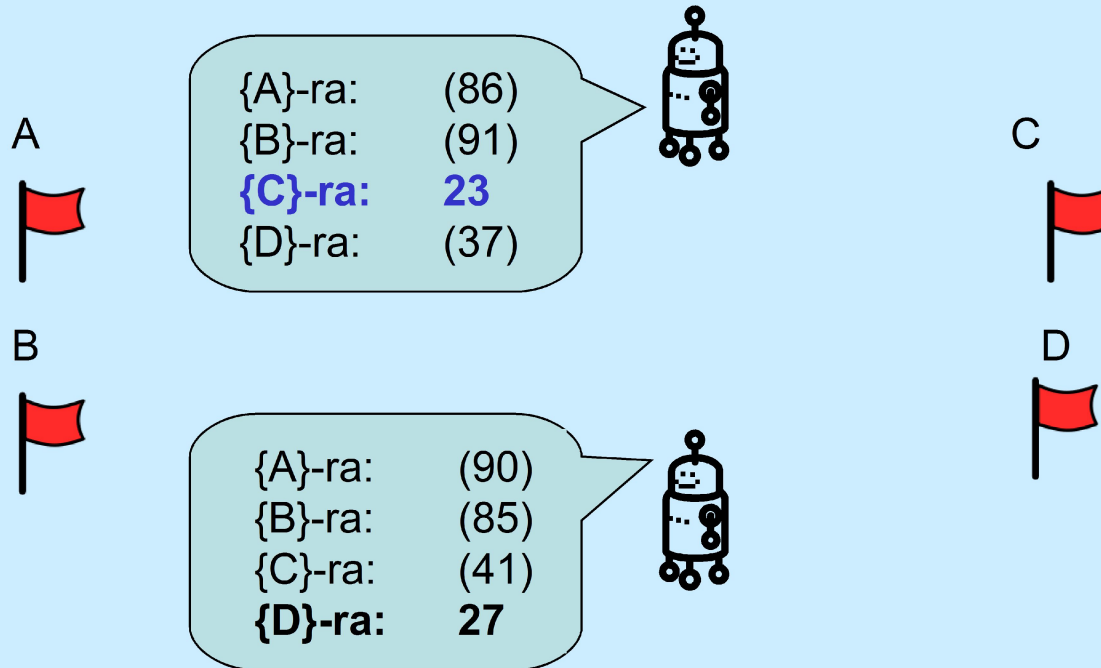 A
{A}-ra: (86)
{B}-ra: (91)
{C}-ra: 23
{D}-ra: (37)
C
B
D
{A}-ra: (90)
{B}-ra: (85)
{C}-ra: (41)
{D}-ra: 27